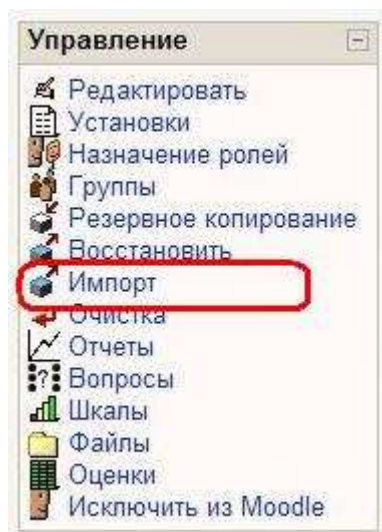 Управление
Редактировать
Установки
Назначение ролей
Группы
Резервное копирование
Восстановить
Импорт
Очистка
Отчеты
Вопросы
Шкалы
Файлы
Оценки
Исключить из Moodle